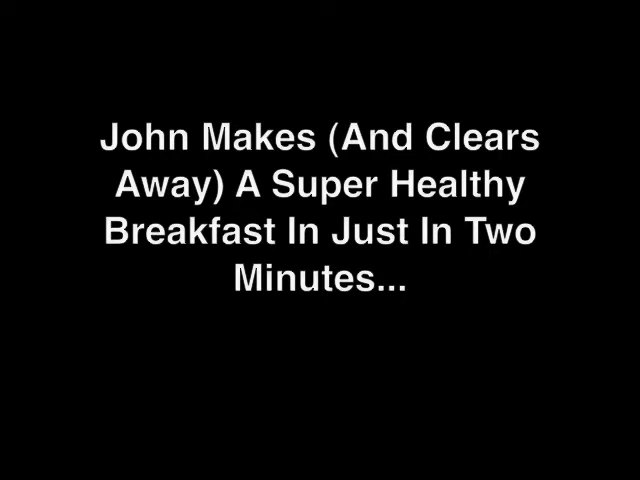 John Makes (And Clears
Away) A Super Healthy
Breakfast In Just In Two
Minutes...